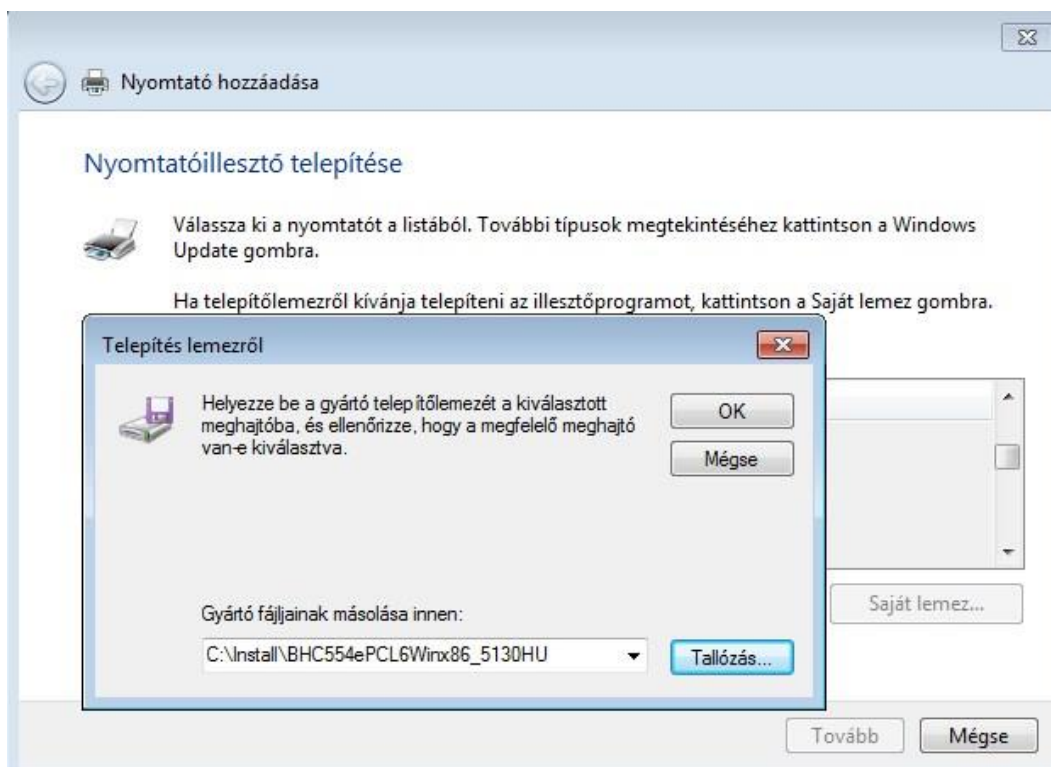 Nyomtató hozzáadása
Nyomtatóillesztő telepítése
Válassza ki a nyomtatót a listából. További típusok megtekintéséhez kattintson a Windows
Update gombra.
Ha telepítőlemezről kívánja telepíteni az illesztőprogramot, kattintson a Saját lemez gombra.
Telepítés lemezről
Helyezze be a gyártó telepítőlemezét a kiválasztott
meghajtóba, és ellenőrizze, hogy a megfelelő meghajtó
van-e kiválasztva.
OK
Mégse
Gyártó fájljainak másolása innen:
C:\Install\BHC554ePCL6Winx86_5130HU
Tallózás...
Saját lemez...
Tovább
Mégse